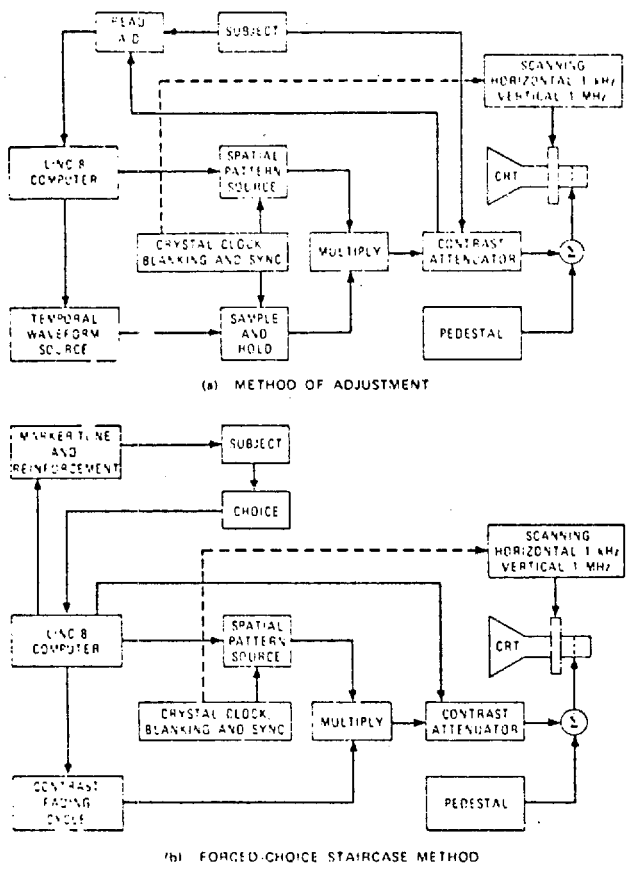 READ
A-D
SUBJECT
SCANNING
HORIZONTAL 1 kHz
VERTICAL 1 MHz
LINC 8
COMPUTER
SPATIAL
PATTERN
SOURCE
CRT
CRYSTAL CLOCK,
BLANKING AND SYNC
MULTIPLY
CONTRAST
ATTENUATOR
Σ
TEMPORAL
WAVEFORM
SOURCE
SAMPLE
AND
HOLD
PEDESTAL
(a) METHOD OF ADJUSTMENT
MARKER TONE
AND
REINFORCEMENT
SUBJECT
CHOICE
SCANNING
HORIZONTAL 1 kHz
VERTICAL 1 MHz
LINC 8
COMPUTER
SPATIAL
PATTERN
SOURCE
CRT
CRYSTAL CLOCK,
BLANKING AND SYNC
MULTIPLY
CONTRAST
ATTENUATOR
Σ
CONTRAST
FADING
CYCLE
PEDESTAL
(b) FORCED-CHOICE STAIRCASE METHOD